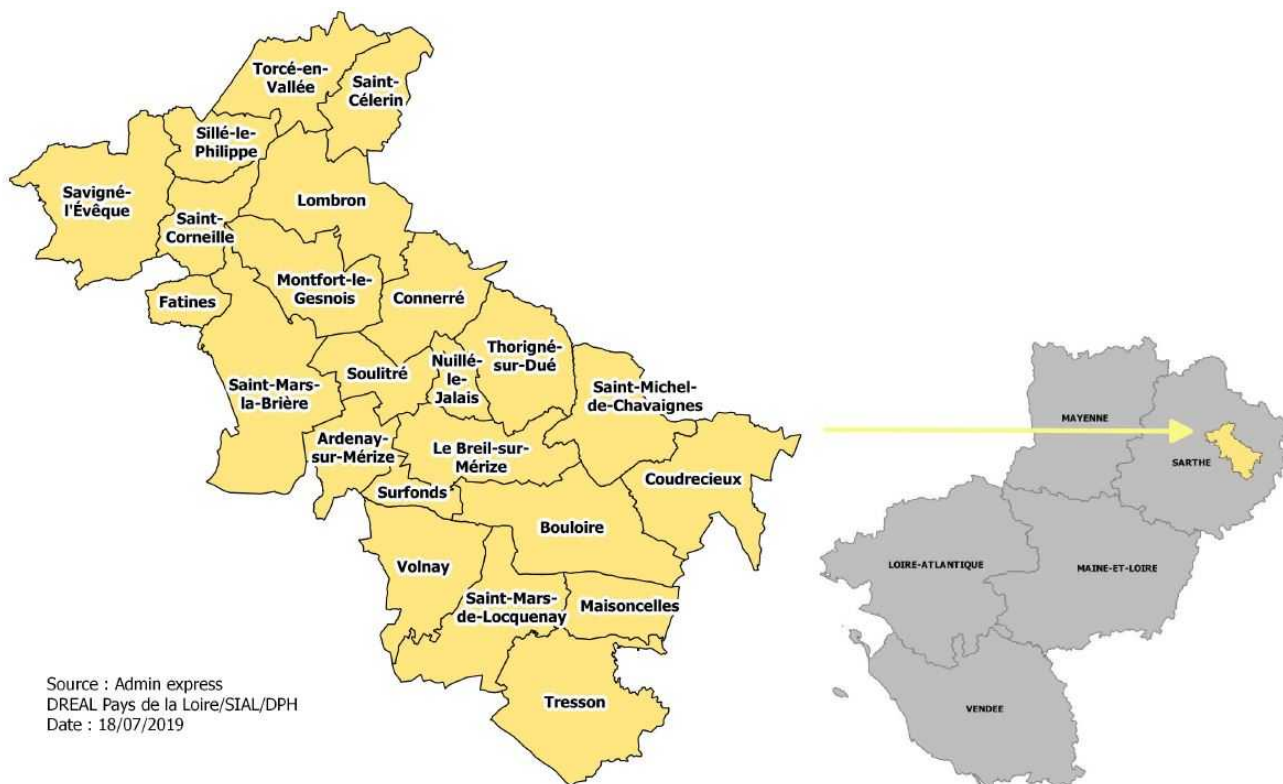 Torcé-en-
Vallée
Saint-
Célerin
Sillé-le-
Philippe
Savigné-
l'Évêque
Lombron
Saint-
Corneille
Montfort-le-
Gesnois
Fatines
Connerré
Thorigné-
sur-Dué
Nuillé-
le-
Jalais
Soulitré
Saint-Michel-
de-Chavaignes
Saint-Mars-
la-Brière
Ardenay-
sur-Mérize
Le Breil-sur-
Mérize
Coudrecieux
Surfonds
Bouloire
Volnay
Saint-Mars-
de-Locquenay
Maisoncelles
Tresson
MAYENNE
SARTHE
LOIRE-ATLANTIQUE
MAINE-ET-LOIRE
VENDEE
Source : Admin express
DREAL Pays de la Loire/SIAL/DPH
Date : 18/07/2019